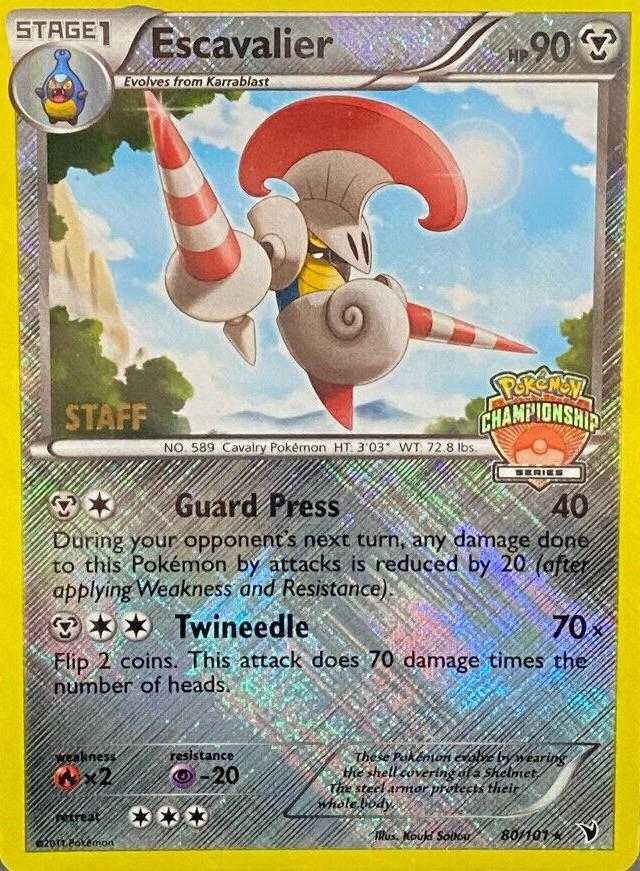 STAGE1 Escavalier HP90
Evolves from Karrablast
STAFF
Pokémon
CHAMPIONSHIP
SERIES
NO. 589 Cavalry Pokémon HT: 3'03" WT: 72.8 lbs.
Guard Press 40
During your opponent's next turn, any damage done
to this Pokémon by attacks is reduced by 20 (after
applying Weakness and Resistance).
Twineedle 70x
Flip 2 coins. This attack does 70 damage times the
number of heads.
weakness resistance
x2 -20
retreat
These Pokémon evolve by wearing
the shell covering of a Shelmet.
The steel armor protects their
whole body.
©2011 Pokémon Illus. Kouki Saitou 80/101 ★